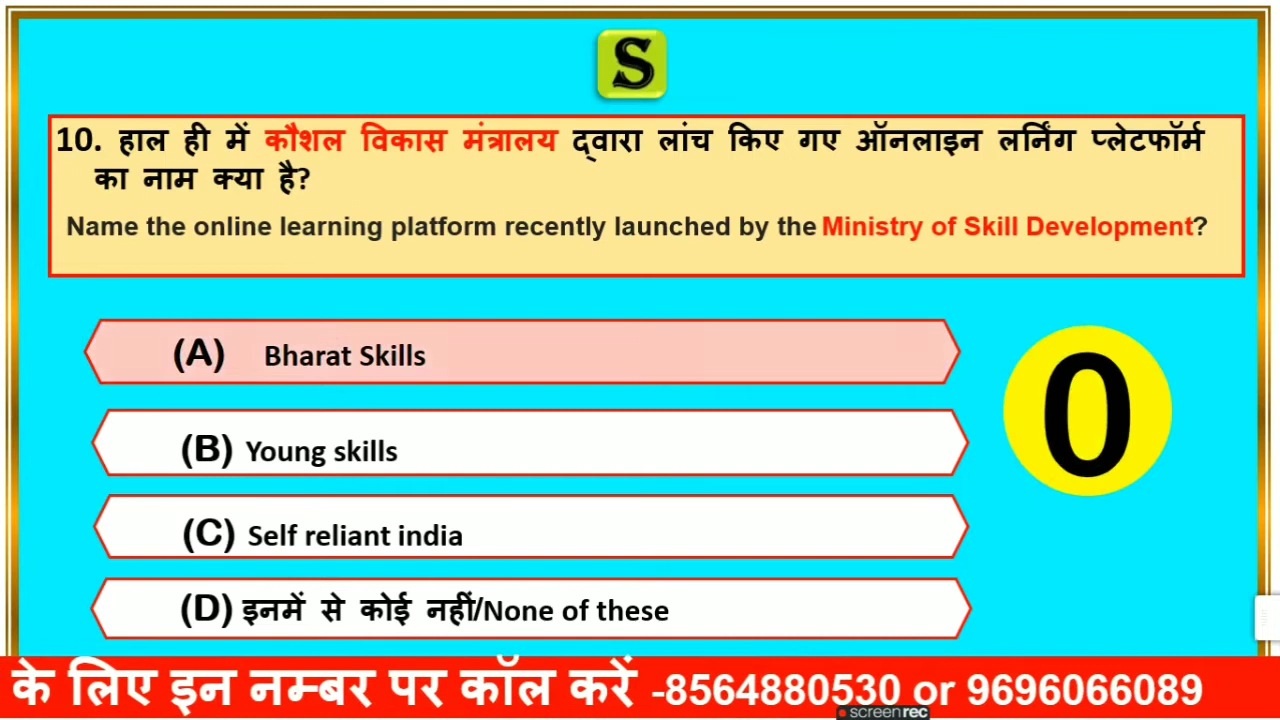 S
10. हाल ही में कौशल विकास मंत्रालय द्वारा लांच किए गए ऑनलाइन लर्निंग प्लेटफॉर्म
का नाम क्या है?
Name the online learning platform recently launched by the Ministry of Skill Development?
(A) Bharat Skills
0
(B) Young skills
(C) Self reliant india
(D) इनमें से कोई नहीं/None of these
के लिए इन नम्बर पर कॉल करें -8564880530 or 9696066089
screenrec